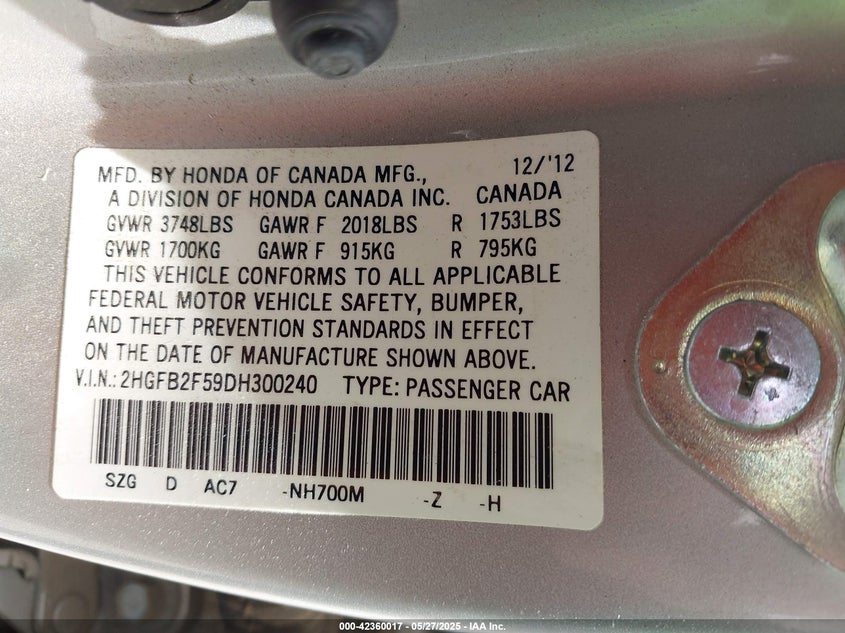 MFD. BY HONDA OF CANADA MFG., 12/'12
A DIVISION OF HONDA CANADA INC. CANADA
GVWR 3748LBS GAWR F 2018LBS R 1753LBS
GVWR 1700KG GAWR F 915KG R 795KG
THIS VEHICLE CONFORMS TO ALL APPLICABLE
FEDERAL MOTOR VEHICLE SAFETY, BUMPER,
AND THEFT PREVENTION STANDARDS IN EFFECT
ON THE DATE OF MANUFACTURE SHOWN ABOVE.
V.I.N.: 2HGFB2F59DH300240 TYPE: PASSENGER CAR
SZG D AC7 -NH700M -Z -H
000-42360017 - 05/27/2025 - IAA Inc.